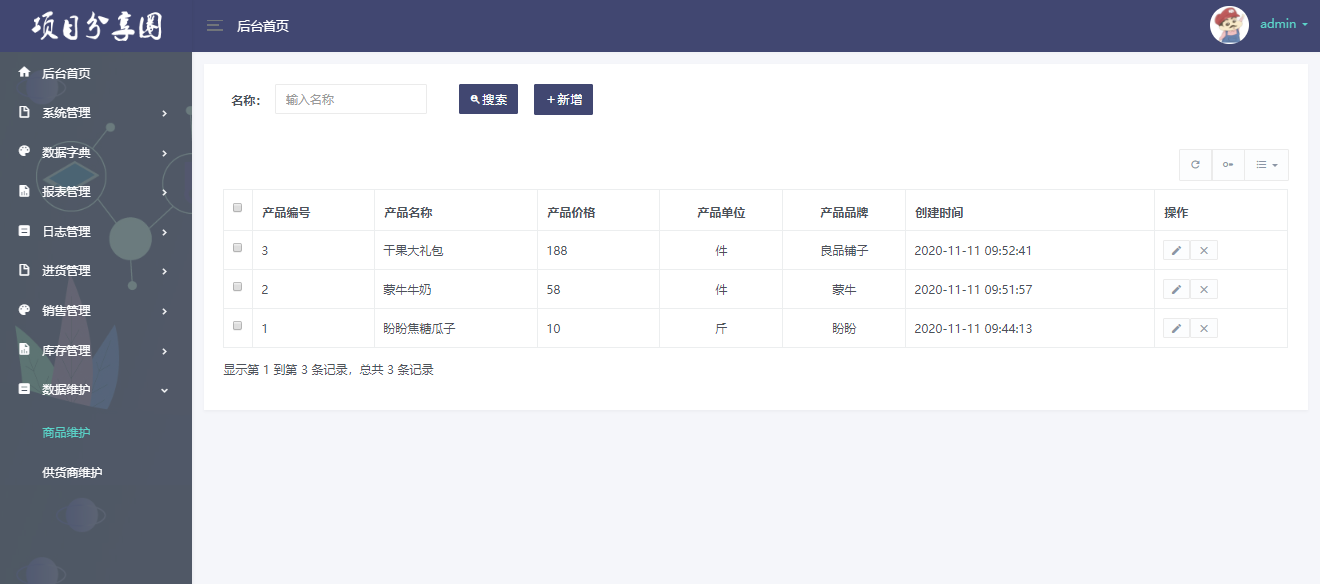 项目分享圈
后台首页
admin
后台首页
系统管理
数据字典
报表管理
日志管理
进货管理
销售管理
库存管理
数据维护
商品维护
供货商维护
名称: 输入名称 搜索 +新增
产品编号 产品名称 产品价格 产品单位 产品品牌 创建时间 操作
3 干果大礼包 188 件 良品铺子 2020-11-11 09:52:41
2 蒙牛牛奶 58 件 蒙牛 2020-11-11 09:51:57
1 盼盼焦糖瓜子 10 斤 盼盼 2020-11-11 09:44:13
显示第 1 到第 3 条记录，总共 3 条记录